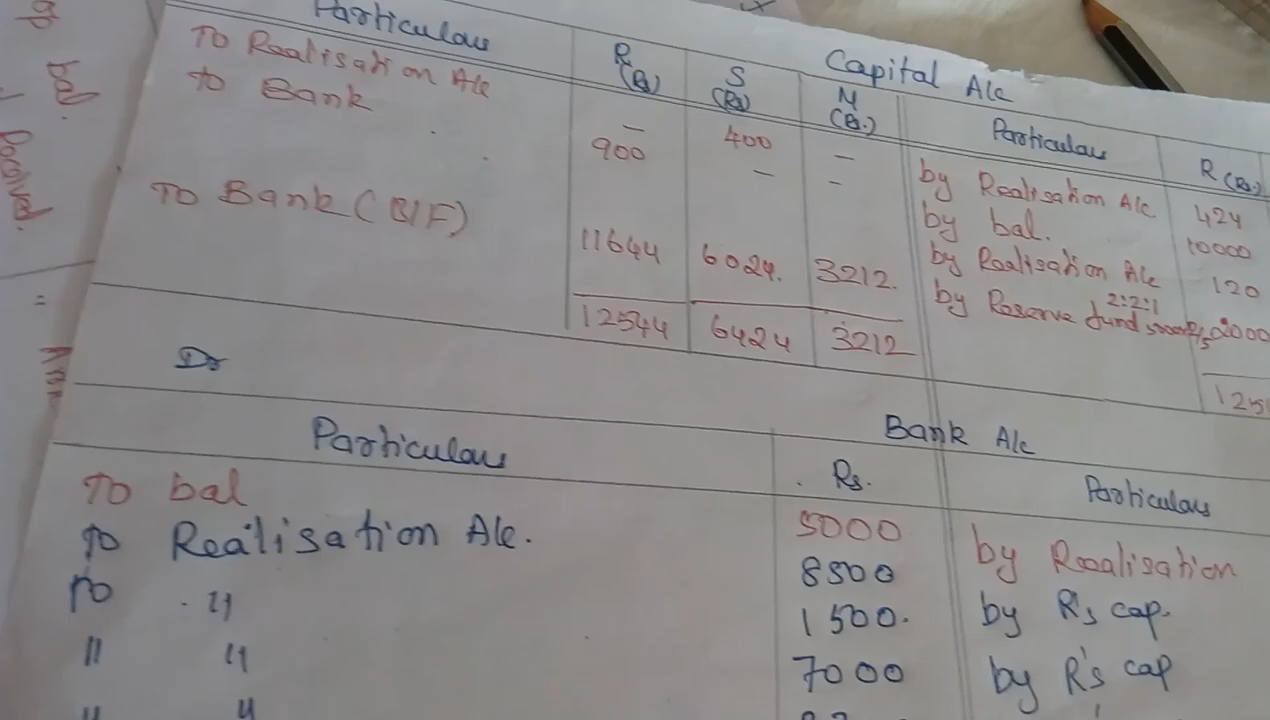 Capital A/c
Particulars R (Rs) S (Rs) M (Rs.) Particulars R (Rs.)
To Realisation A/c — 400 — by Realisation A/c 424
To Bank 900 — — by bal. 10000
by Realisation A/c 120
To Bank (B/F) 11644 6024. 3212. by Reserve fund 2:2:1 2000
12544 6424 3212
Dr
Bank A/c
Particulars Rs. Particulars
To bal 5000 by Realisation
To Realisation A/c. 8500 by R's cap.
To " 1500. by R's cap
" " 7000
" "